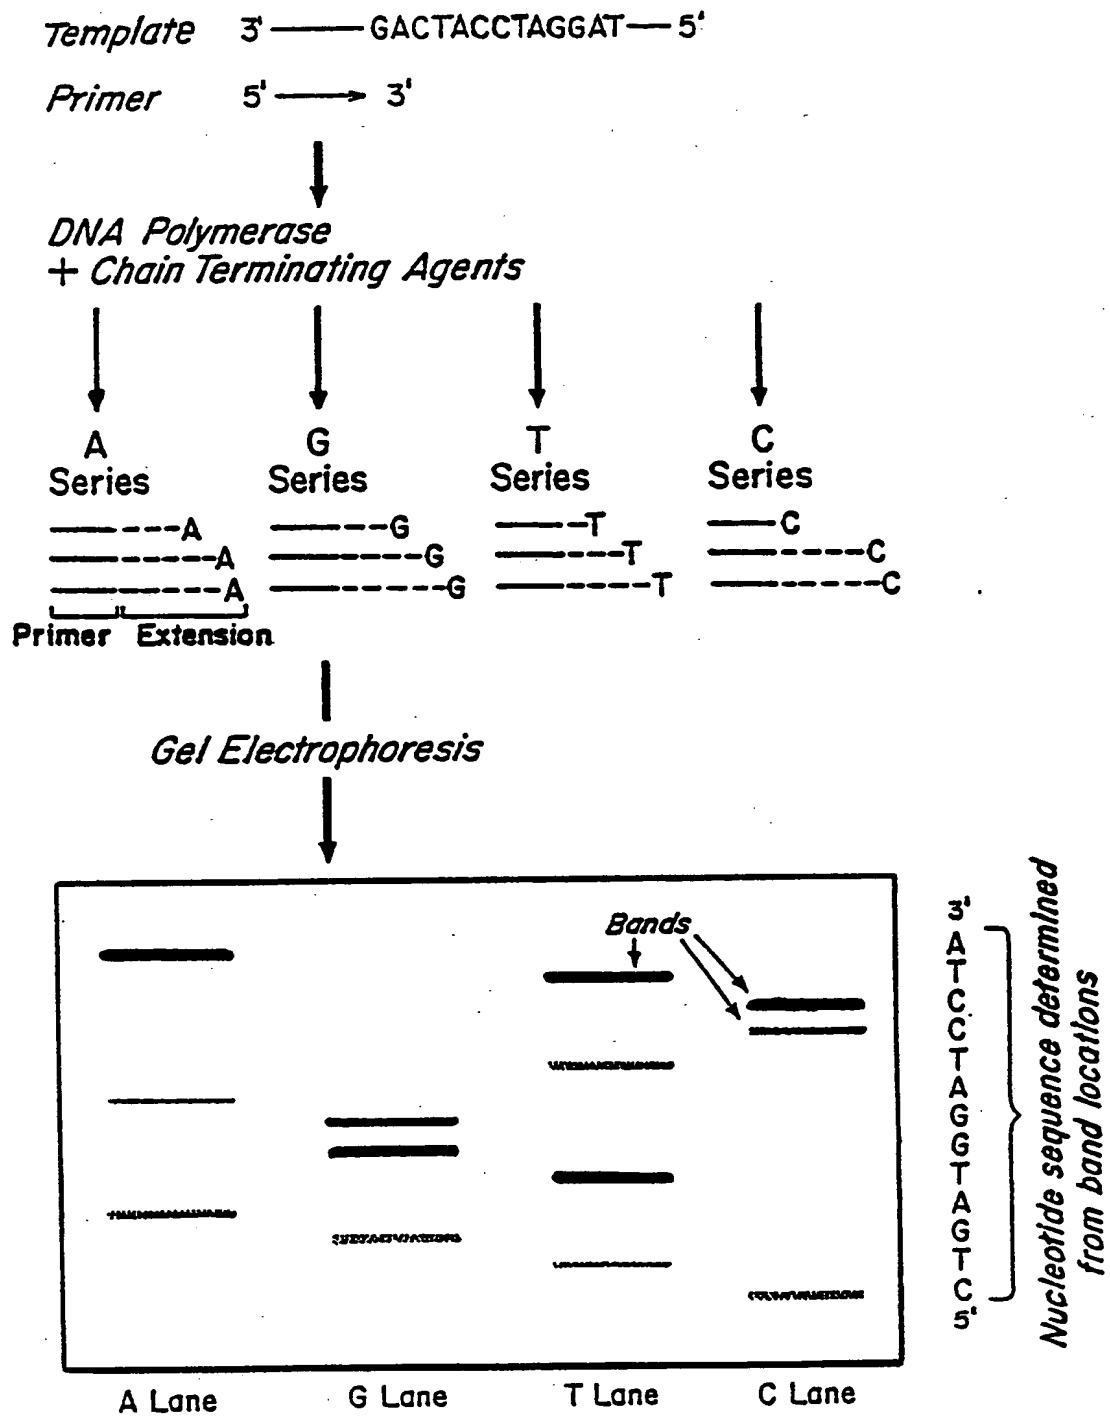 Template 3' GACTACCTAGGAT 5'
Primer 5' 3'
DNA Polymerase
+ Chain Terminating Agents
A G T C
Series Series Series Series
A G T C
A G T C
A G T C
Primer Extension
Gel Electrophoresis
Bands
3'
A
T
C
C
T
A
G
G
T
A
G
T
C
5'
Nucleotide sequence determined
from band locations
A Lane G Lane T Lane C Lane